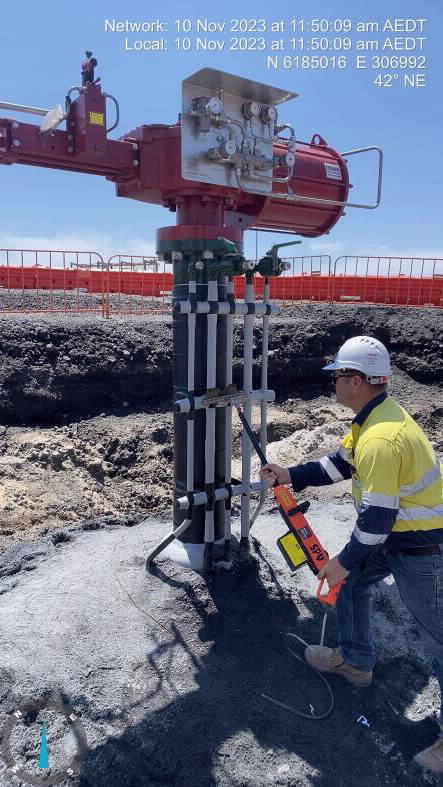 Network: 10 Nov 2023 at 11:50:09 am AEDT
Local: 10 Nov 2023 at 11:50:09 am AEDT
N 6185016 E 306992
42° NE
N
E
S
W